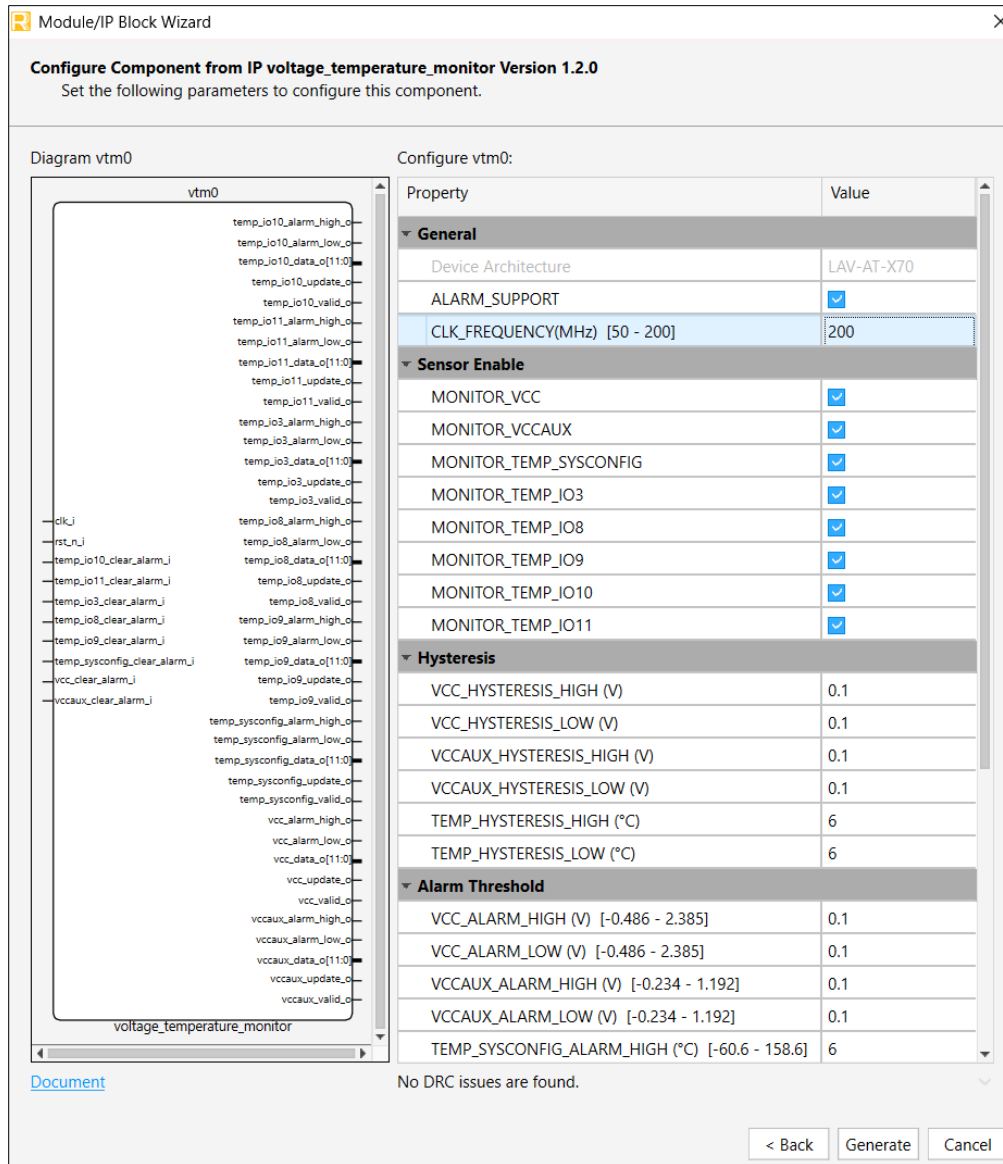 Module/IP Block Wizard
Configure Component from IP voltage_temperature_monitor Version 1.2.0
Set the following parameters to configure this component.
Diagram vtm0
vtm0
temp_io10_alarm_high_o
temp_io10_alarm_low_o
temp_io10_data_o[11:0]
temp_io10_update_o
temp_io10_valid_o
temp_io11_alarm_high_o
temp_io11_alarm_low_o
temp_io11_data_o[11:0]
temp_io11_update_o
temp_io11_valid_o
temp_io3_alarm_high_o
temp_io3_alarm_low_o
temp_io3_data_o[11:0]
temp_io3_update_o
temp_io3_valid_o
clk_i temp_io8_alarm_high_o
rst_n_i temp_io8_alarm_low_o
temp_io10_clear_alarm_i temp_io8_data_o[11:0]
temp_io11_clear_alarm_i temp_io8_update_o
temp_io3_clear_alarm_i temp_io8_valid_o
temp_io8_clear_alarm_i temp_io9_alarm_high_o
temp_io9_clear_alarm_i temp_io9_alarm_low_o
temp_sysconfig_clear_alarm_i temp_io9_data_o[11:0]
vcc_clear_alarm_i temp_io9_update_o
vccaux_clear_alarm_i temp_io9_valid_o
temp_sysconfig_alarm_high_o
temp_sysconfig_alarm_low_o
temp_sysconfig_data_o[11:0]
temp_sysconfig_update_o
temp_sysconfig_valid_o
vcc_alarm_high_o
vcc_alarm_low_o
vcc_data_o[11:0]
vcc_update_o
vcc_valid_o
vccaux_alarm_high_o
vccaux_alarm_low_o
vccaux_data_o[11:0]
vccaux_update_o
vccaux_valid_o
voltage_temperature_monitor
Document
Configure vtm0:
Property Value
General
Device Architecture LAV-AT-X70
ALARM_SUPPORT
CLK_FREQUENCY(MHz) [50 - 200] 200
Sensor Enable
MONITOR_VCC
MONITOR_VCCAUX
MONITOR_TEMP_SYSCONFIG
MONITOR_TEMP_IO3
MONITOR_TEMP_IO8
MONITOR_TEMP_IO9
MONITOR_TEMP_IO10
MONITOR_TEMP_IO11
Hysteresis
VCC_HYSTERESIS_HIGH (V) 0.1
VCC_HYSTERESIS_LOW (V) 0.1
VCCAUX_HYSTERESIS_HIGH (V) 0.1
VCCAUX_HYSTERESIS_LOW (V) 0.1
TEMP_HYSTERESIS_HIGH (°C) 6
TEMP_HYSTERESIS_LOW (°C) 6
Alarm Threshold
VCC_ALARM_HIGH (V) [-0.486 - 2.385] 0.1
VCC_ALARM_LOW (V) [-0.486 - 2.385] 0.1
VCCAUX_ALARM_HIGH (V) [-0.234 - 1.192] 0.1
VCCAUX_ALARM_LOW (V) [-0.234 - 1.192] 0.1
TEMP_SYSCONFIG_ALARM_HIGH (°C) [-60.6 - 158.6] 6
No DRC issues are found.
< Back Generate Cancel